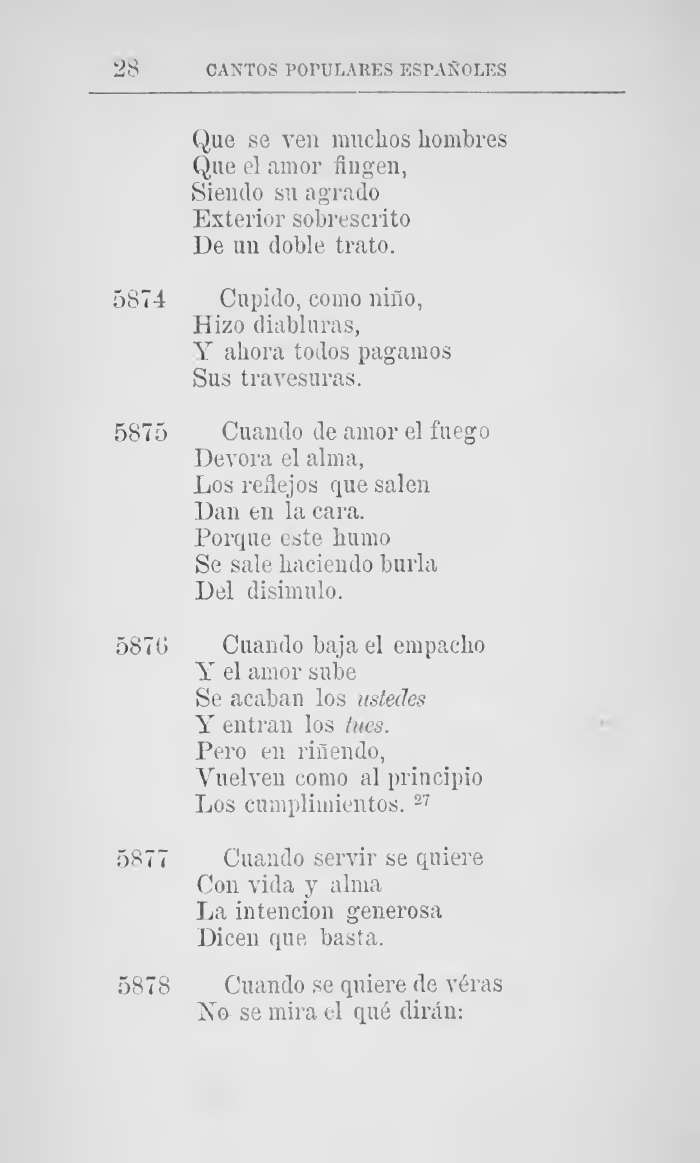 28 CANTOS POPULARES ESPAÑOLES
Que se ven muchos hombres
Que el amor fingen,
Siendo su agrado
Exterior sobrescrito
De un doble trato.
5874 Cupido, como niño,
Hizo diabluras,
Y ahora todos pagamos
Sus travesuras.
5875 Cuando de amor el fuego
Devora el alma,
Los reflejos que salen
Dan en la cara.
Porque este humo
Se sale haciendo burla
Del disimulo.
5876 Cuando baja el empacho
Y el amor sube
Se acaban los ustedes
Y entran los tues.
Pero en riñendo,
Vuelven como al principio
Los cumplimientos. 27
5877 Cuando servir se quiere
Con vida y alma
La intencion generosa
Dicen que basta.
5878 Cuando se quiere de véras
No se mira el qué dirán: